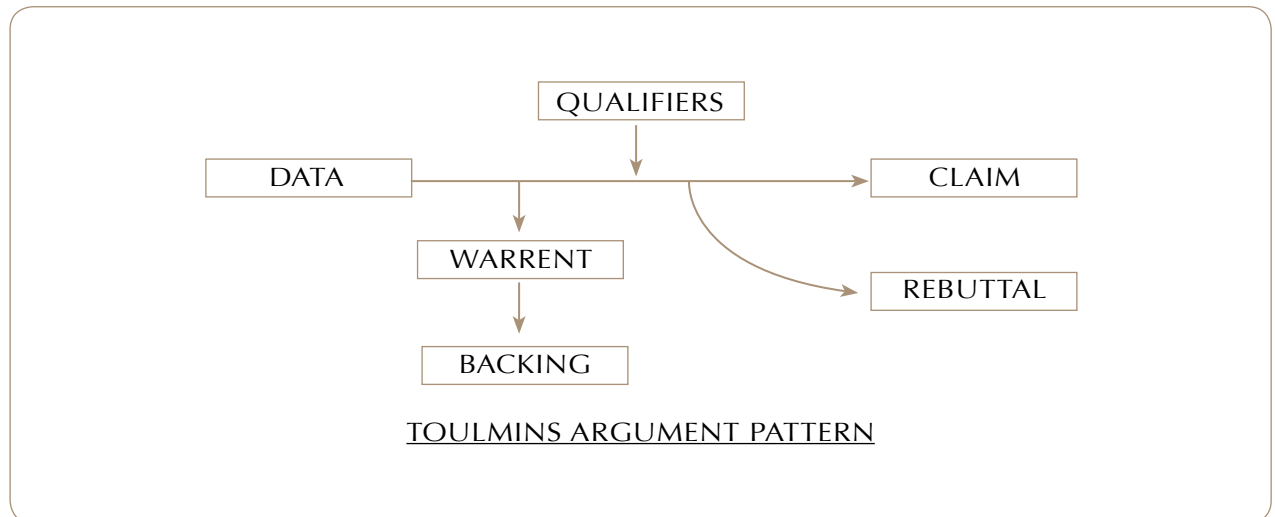 QUALIFIERS
DATA
CLAIM
WARRENT
REBUTTAL
BACKING
TOULMINS ARGUMENT PATTERN